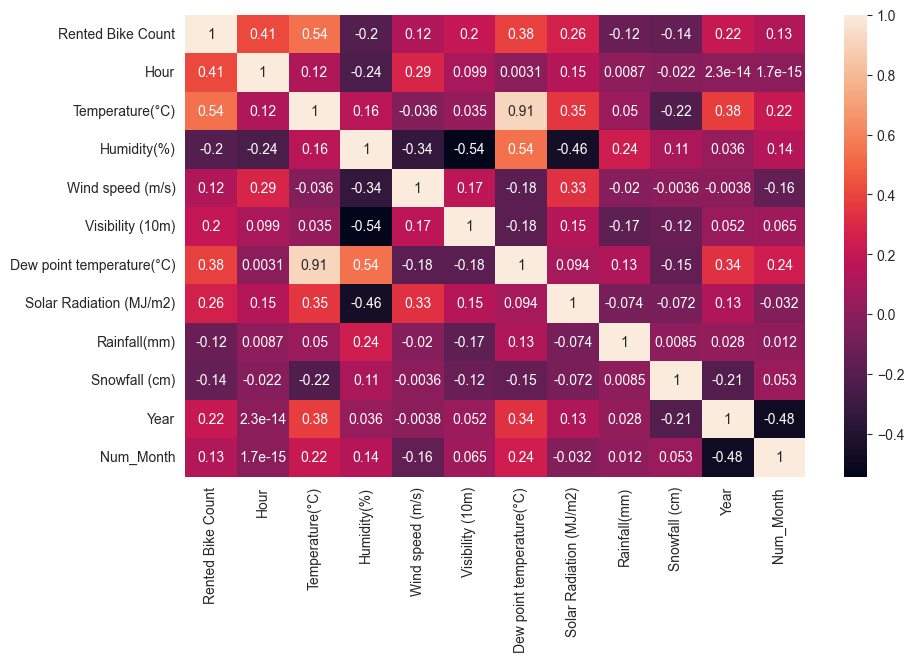 Rented Bike Count 1 0.41 0.54 -0.2 0.12 0.2 0.38 0.26 -0.12 -0.14 0.22 0.13
Hour 0.41 1 0.12 -0.24 0.29 0.099 0.0031 0.15 0.0087 -0.022 2.3e-14 1.7e-15
Temperature(°C) 0.54 0.12 1 0.16 -0.036 0.035 0.91 0.35 0.05 -0.22 0.38 0.22
Humidity(%) -0.2 -0.24 0.16 1 -0.34 -0.54 0.54 -0.46 0.24 0.11 0.036 0.14
Wind speed (m/s) 0.12 0.29 -0.036 -0.34 1 0.17 -0.18 0.33 -0.02 -0.0036 -0.0038 -0.16
Visibility (10m) 0.2 0.099 0.035 -0.54 0.17 1 -0.18 0.15 -0.17 -0.12 0.052 0.065
Dew point temperature(°C) 0.38 0.0031 0.91 0.54 -0.18 -0.18 1 0.094 0.13 -0.15 0.34 0.24
Solar Radiation (MJ/m2) 0.26 0.15 0.35 -0.46 0.33 0.15 0.094 1 -0.074 -0.072 0.13 -0.032
Rainfall(mm) -0.12 0.0087 0.05 0.24 -0.02 -0.17 0.13 -0.074 1 0.0085 0.028 0.012
Snowfall (cm) -0.14 -0.022 -0.22 0.11 -0.0036 -0.12 -0.15 -0.072 0.0085 1 -0.21 0.053
Year 0.22 2.3e-14 0.38 0.036 -0.0038 0.052 0.34 0.13 0.028 -0.21 1 -0.48
Num_Month 0.13 1.7e-15 0.22 0.14 -0.16 0.065 0.24 -0.032 0.012 0.053 -0.48 1
Rented Bike Count
Hour
Temperature(°C)
Humidity(%)
Wind speed (m/s)
Visibility (10m)
Dew point temperature(°C)
Solar Radiation (MJ/m2)
Rainfall(mm)
Snowfall (cm)
Year
Num_Month
1.0
0.8
0.6
0.4
0.2
0.0
−0.2
−0.4